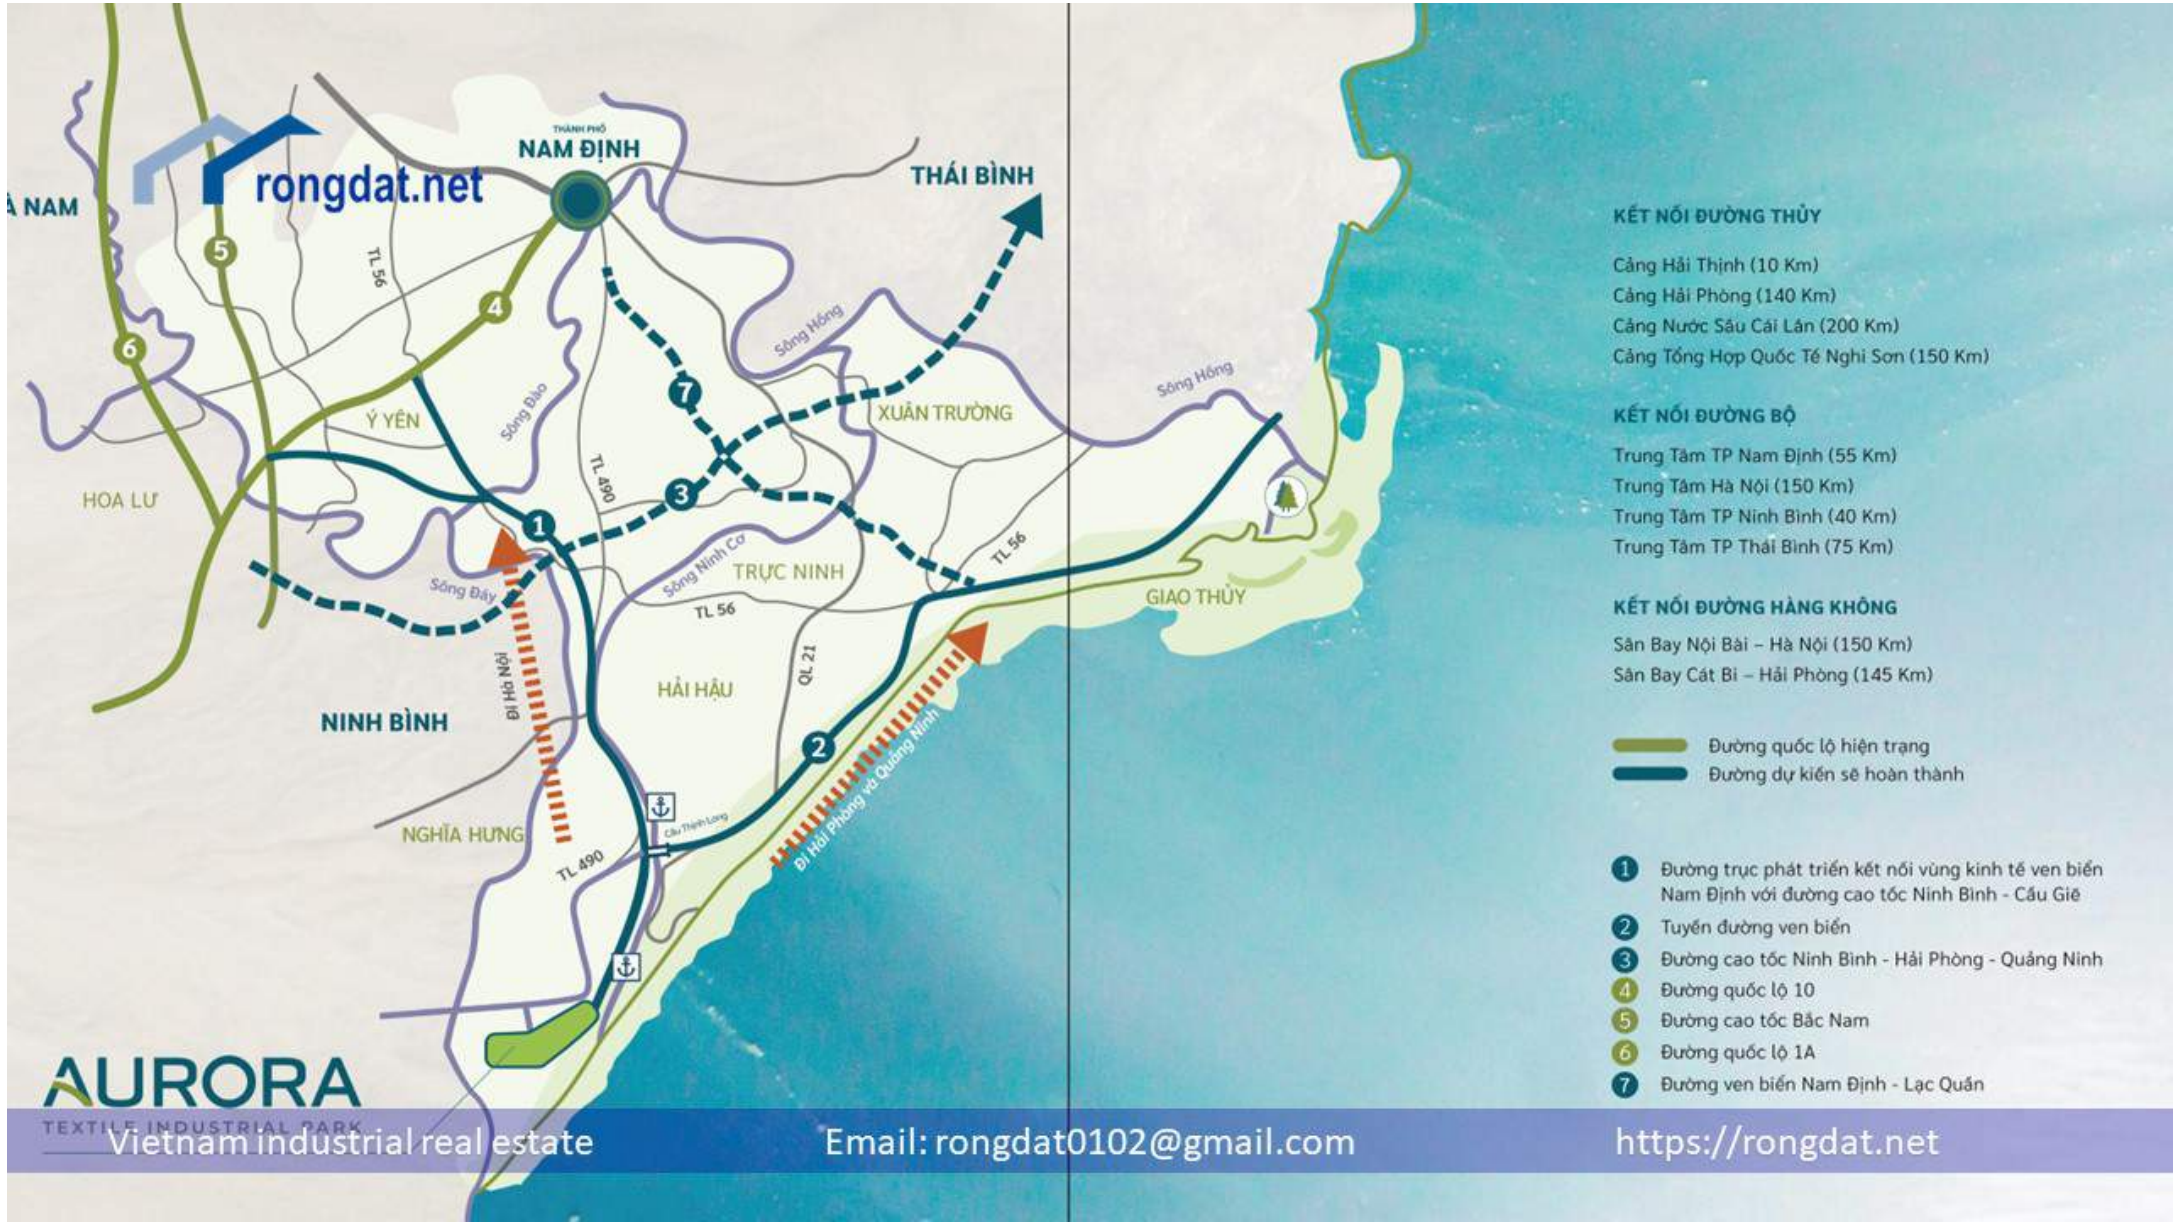 THÀNH PHỐ
NAM ĐỊNH
THÁI BÌNH
rongdat.net
À NAM
5
TL 56
4
Sông Hồng
6
7
Sông Hồng
Ý YÊN
Sông Đào
XUÂN TRƯỜNG
HOA LƯ
TL 490
3
1
Sông Ninh Cơ
TL 56
Sông Đáy
TRỰC NINH
TL 56
GIAO THỦY
Đi Hà Nội
QL 21
HẢI HẬU
NINH BÌNH
2
Đi Hải Phòng và Quảng Ninh
Cầu Thịnh Long
NGHĨA HƯNG
TL 490
KẾT NỐI ĐƯỜNG THỦY
Cảng Hải Thịnh (10 Km)
Cảng Hải Phòng (140 Km)
Cảng Nước Sâu Cái Lân (200 Km)
Cảng Tổng Hợp Quốc Tế Nghi Sơn (150 Km)
KẾT NỐI ĐƯỜNG BỘ
Trung Tâm TP Nam Định (55 Km)
Trung Tâm Hà Nội (150 Km)
Trung Tâm TP Ninh Bình (40 Km)
Trung Tâm TP Thái Bình (75 Km)
KẾT NỐI ĐƯỜNG HÀNG KHÔNG
Sân Bay Nội Bài – Hà Nội (150 Km)
Sân Bay Cát Bi – Hải Phòng (145 Km)
Đường quốc lộ hiện trạng
Đường dự kiến sẽ hoàn thành
1 Đường trục phát triển kết nối vùng kinh tế ven biển
Nam Định với đường cao tốc Ninh Bình - Cầu Giẽ
2 Tuyến đường ven biển
3 Đường cao tốc Ninh Bình - Hải Phòng - Quảng Ninh
4 Đường quốc lộ 10
5 Đường cao tốc Bắc Nam
6 Đường quốc lộ 1A
7 Đường ven biển Nam Định - Lạc Quần
AURORA
TEXTILE INDUSTRIAL PARK
Vietnam industrial real estate
Email: rongdat0102@gmail.com
https://rongdat.net